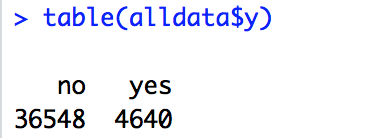 > table(alldata$y)
no yes
36548 4640